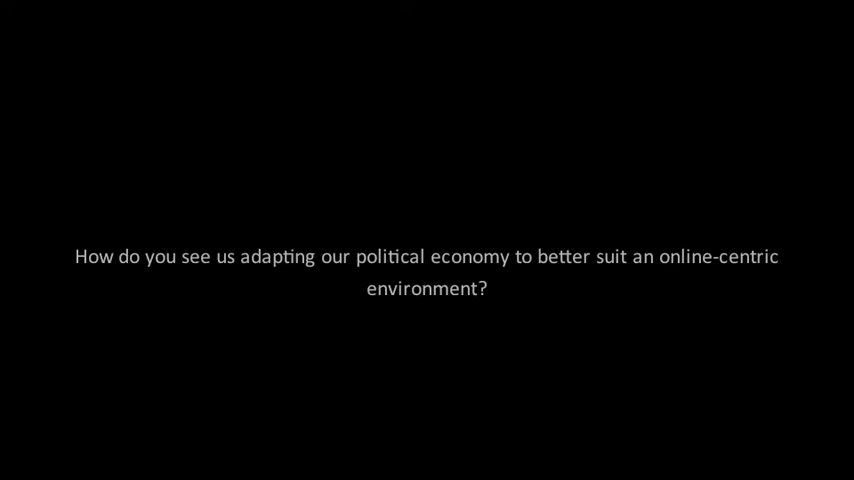 How do you see us adapting our political economy to better suit an online-centric
environment?